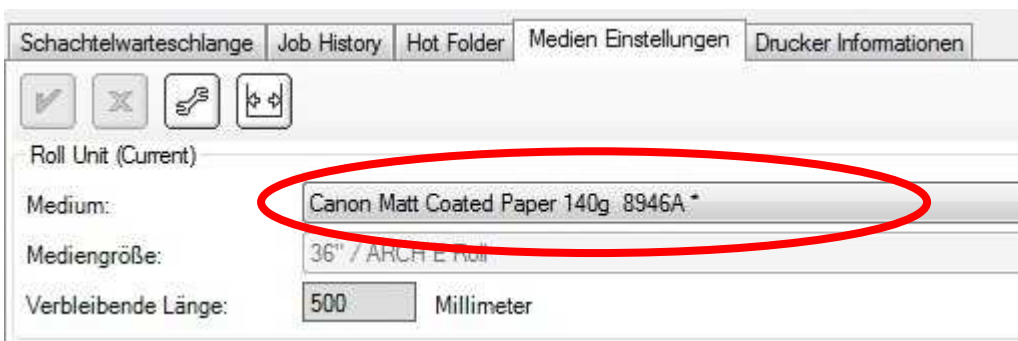 Schachtelwarteschlange Job History Hot Folder Medien Einstellungen Drucker Informationen
Roll Unit (Current)
Medium: Canon Matt Coated Paper 140g 8946A *
Mediengröße: 36" / ARCH E Roll
Verbleibende Länge: 500 Millimeter